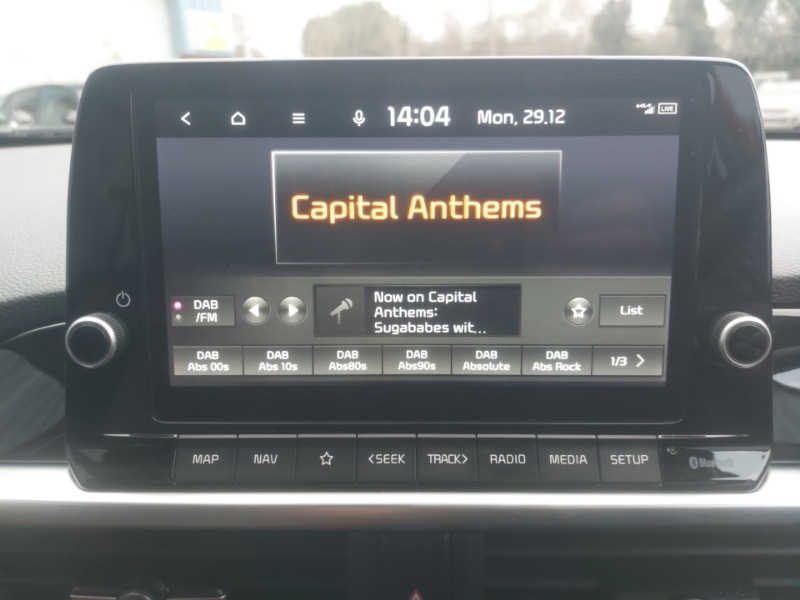 14:04 Mon, 29.12 LIVE
Capital Anthems
DAB
/FM
Now on Capital
Anthems:
Sugababes wit...
List
DAB
Abs 00s
DAB
Abs 10s
DAB
Abs80s
DAB
Abs90s
DAB
Absolute
DAB
Abs Rock
1/3 >
MAP NAV <SEEK TRACK> RADIO MEDIA SETUP
Bluetooth